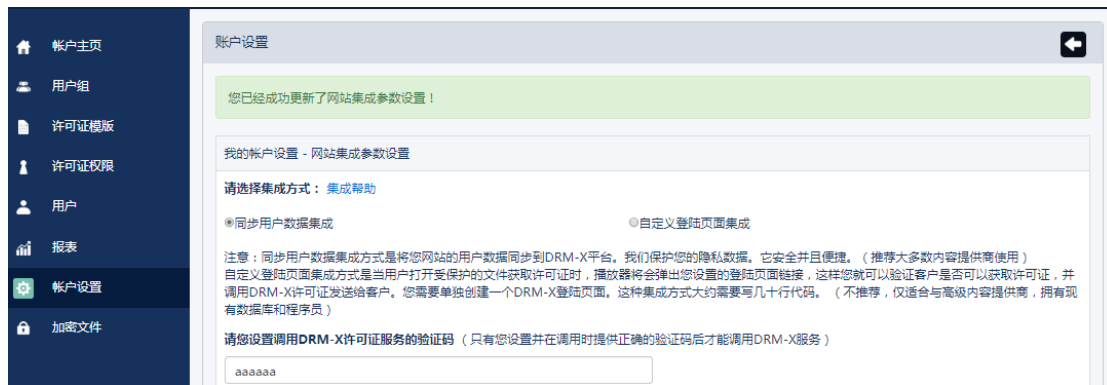 帐户主页
用户组
许可证模版
许可证权限
用户
报表
帐户设置
加密文件
账户设置
您已经成功更新了网站集成参数设置！
我的帐户设置 - 网站集成参数设置
请选择集成方式： 集成帮助
同步用户数据集成 自定义登陆页面集成
注意：同步用户数据集成方式是将您网站的用户数据同步到DRM-X平台。我们保护您的隐私数据。它安全并且便捷。（推荐大多数内容提供商使用）
自定义登陆页面集成方式是当用户打开受保护的文件获取许可证时，播放器将会弹出您设置的登陆页面链接，这样您就可以验证客户是否可以获取许可证，并
调用DRM-X许可证发送给客户。您需要单独创建一个DRM-X登陆页面。这种集成方式大约需要写几十行代码。 （不推荐，仅适合与高级内容提供商，拥有现
有数据库和程序员）
请您设置调用DRM-X许可证服务的验证码 （只有您设置并在调用时提供正确的验证码后才能调用DRM-X服务）
aaaaaa